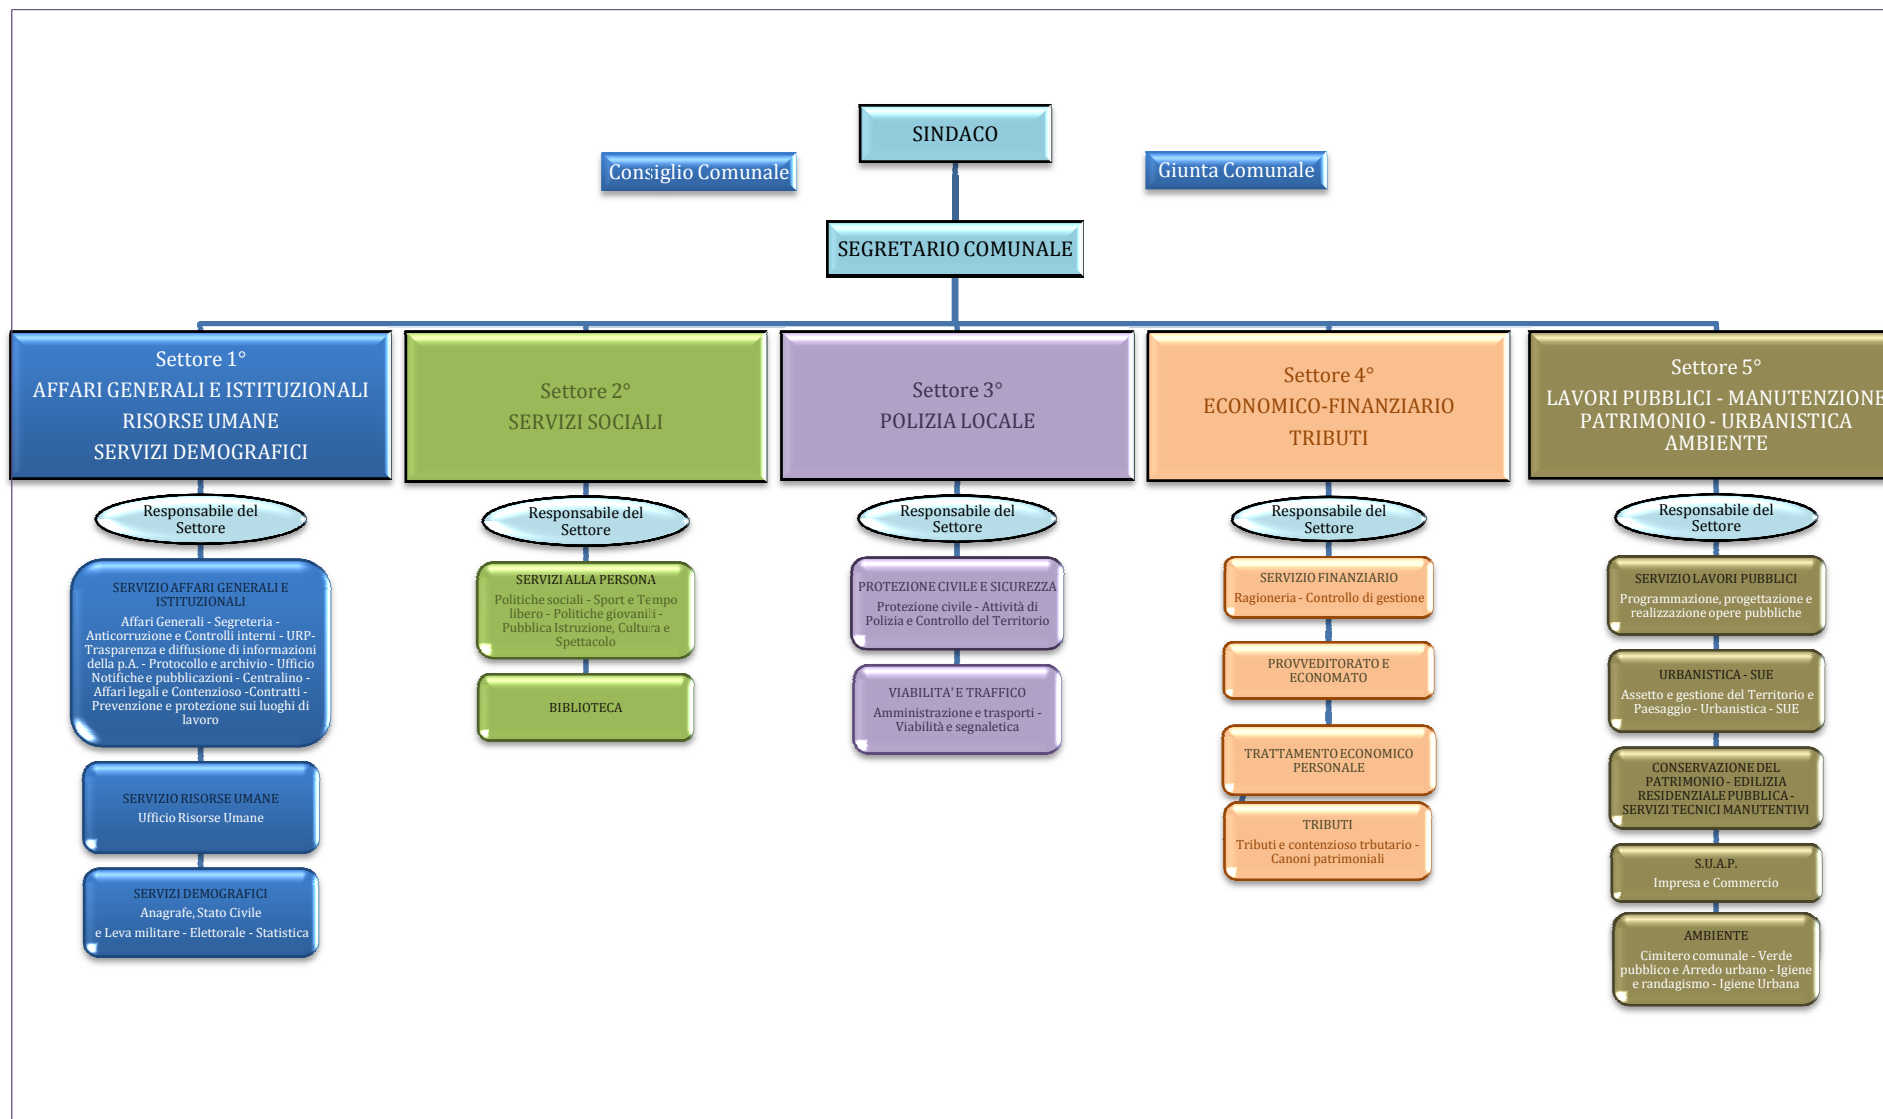 SINDACO
Consiglio Comunale
Giunta Comunale
SEGRETARIO COMUNALE
Settore 1°
AFFARI GENERALI E ISTITUZIONALI
RISORSE UMANE
SERVIZI DEMOGRAFICI
Responsabile del
Settore
SERVIZIO AFFARI GENERALI E
ISTITUZIONALI
Affari Generali - Segreteria -
Anticorruzione e Controlli interni - URP-
Trasparenza e diffusione di informazioni
della p.A. - Protocollo e archivio - Ufficio
Notifiche e pubblicazioni - Centralino -
Affari legali e Contenzioso -Contratti -
Prevenzione e protezione sui luoghi di
lavoro
SERVIZIO RISORSE UMANE
Ufficio Risorse Umane
SERVIZI DEMOGRAFICI
Anagrafe, Stato Civile
e Leva militare - Elettorale - Statistica
Settore 2°
SERVIZI SOCIALI
Responsabile del
Settore
SERVIZI ALLA PERSONA
Politiche sociali - Sport e Tempo
libero - Politiche giovanili -
Pubblica Istruzione, Cultura e
Spettacolo
BIBLIOTECA
Settore 3°
POLIZIA LOCALE
Responsabile del
Settore
PROTEZIONE CIVILE E SICUREZZA
Protezione civile - Attività di
Polizia e Controllo del Territorio
VIABILITA' E TRAFFICO
Amministrazione e trasporti -
Viabilità e segnaletica
Settore 4°
ECONOMICO-FINANZIARIO
TRIBUTI
Responsabile del
Settore
SERVIZIO FINANZIARIO
Ragioneria - Controllo di gestione
PROVVEDITORATO E
ECONOMATO
TRATTAMENTO ECONOMICO
PERSONALE
TRIBUTI
Tributi e contenzioso trbutario -
Canoni patrimoniali
Settore 5°
LAVORI PUBBLICI - MANUTENZIONE
PATRIMONIO - URBANISTICA
AMBIENTE
Responsabile del
Settore
SERVIZIO LAVORI PUBBLICI
Programmazione, progettazione e
realizzazione opere pubbliche
URBANISTICA - SUE
Assetto e gestione del Territorio e
Paesaggio - Urbanistica - SUE
CONSERVAZIONE DEL
PATRIMONIO - EDILIZIA
RESIDENZIALE PUBBLICA -
SERVIZI TECNICI MANUTENTIVI
S.U.A.P.
Impresa e Commercio
AMBIENTE
Cimitero comunale - Verde
pubblico e Arredo urbano - Igiene
e randagismo - Igiene Urbana